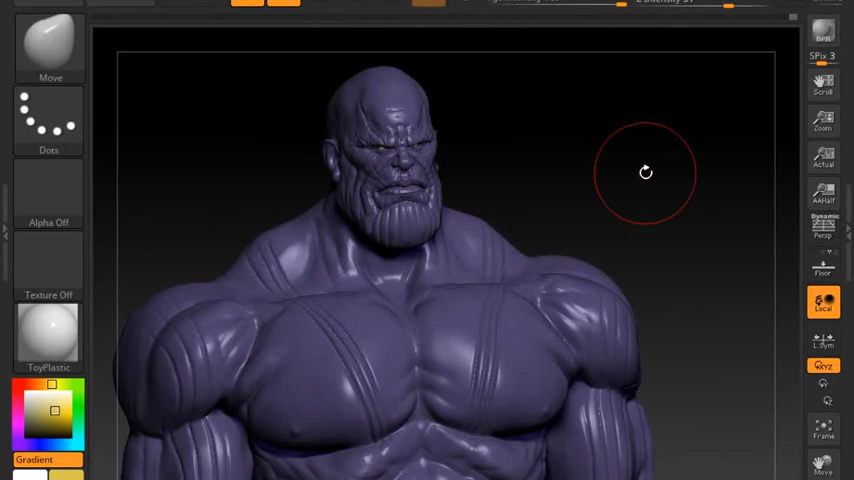 Move
Dots
Alpha Off
Texture Off
ToyPlastic
Gradient
BPR
SPix 3
Scroll
Zoom
Actual
AAHalf
Dynamic
Persp
Floor
Local
L.Sym
XYZ
Frame
Move